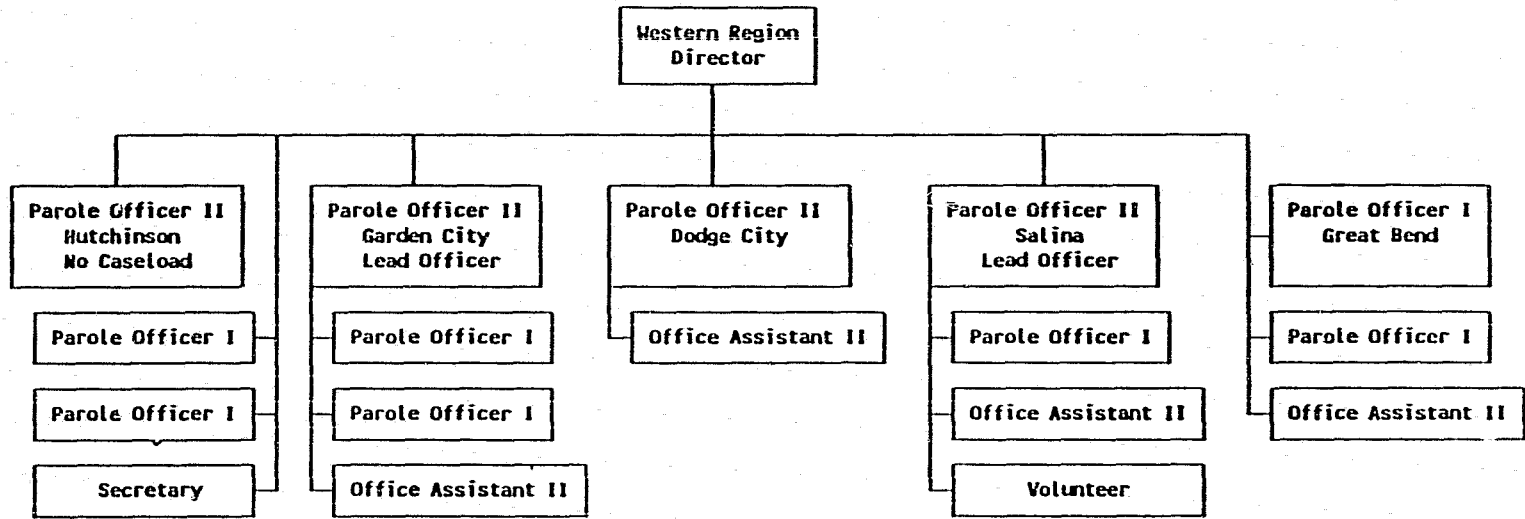 Western Region
Director
Parole Officer II
Hutchinson
No Caseload
Parole Officer I
Parole Officer I
Secretary
Parole Officer II
Garden City
Lead Officer
Parole Officer I
Parole Officer I
Office Assistant II
Parole Officer II
Dodge City
Office Assistant II
Parole Officer II
Salina
Lead Officer
Parole Officer I
Office Assistant II
Volunteer
Parole Officer I
Great Bend
Parole Officer I
Office Assistant II